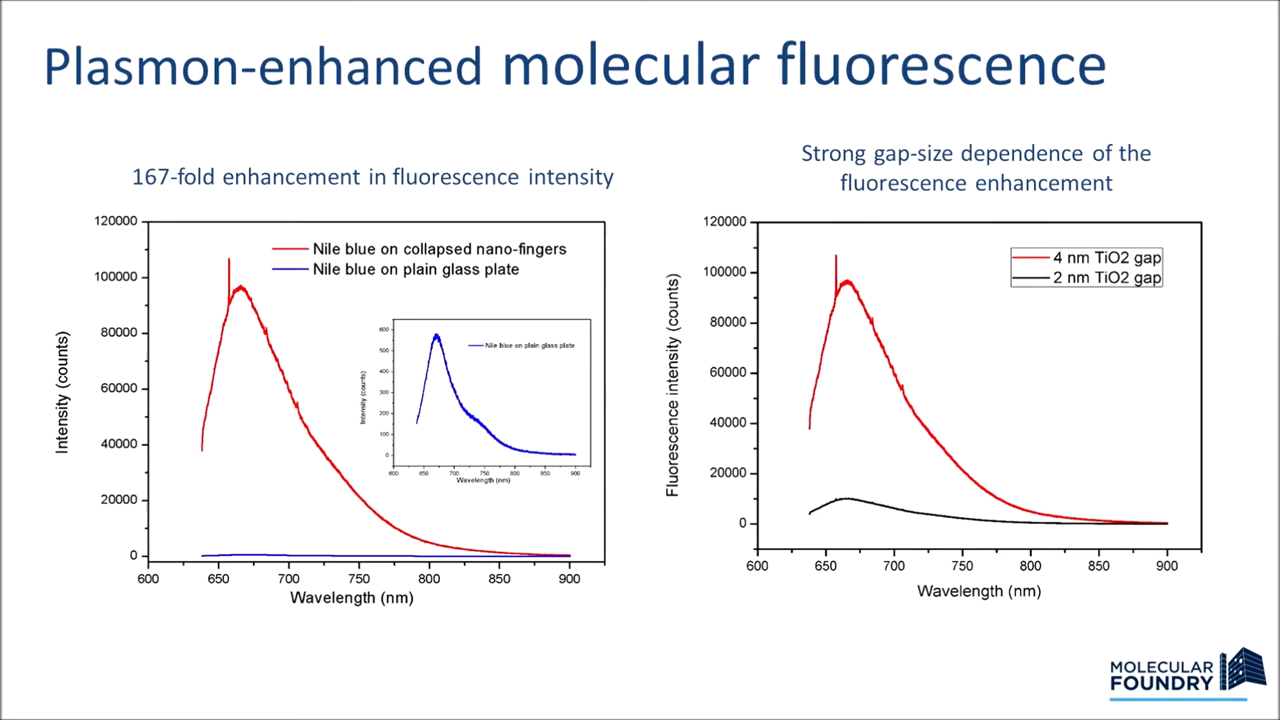 Plasmon-enhanced molecular fluorescence
167-fold enhancement in fluorescence intensity
Strong gap-size dependence of the
fluorescence enhancement
120000
100000
80000
60000
40000
20000
0
Intensity (counts)
Nile blue on collapsed nano-fingers
Nile blue on plain glass plate
600
500
400
300
200
100
0
Intensity (counts)
Nile blue on plain glass plate
600
650
700
750
800
850
900
Wavelength (nm)
600
650
700
750
800
850
900
Wavelength (nm)
120000
100000
80000
60000
40000
20000
0
Fluorescence intensity (counts)
4 nm TiO2 gap
2 nm TiO2 gap
600
650
700
750
800
850
900
Wavelength (nm)
MOLECULAR
FOUNDRY